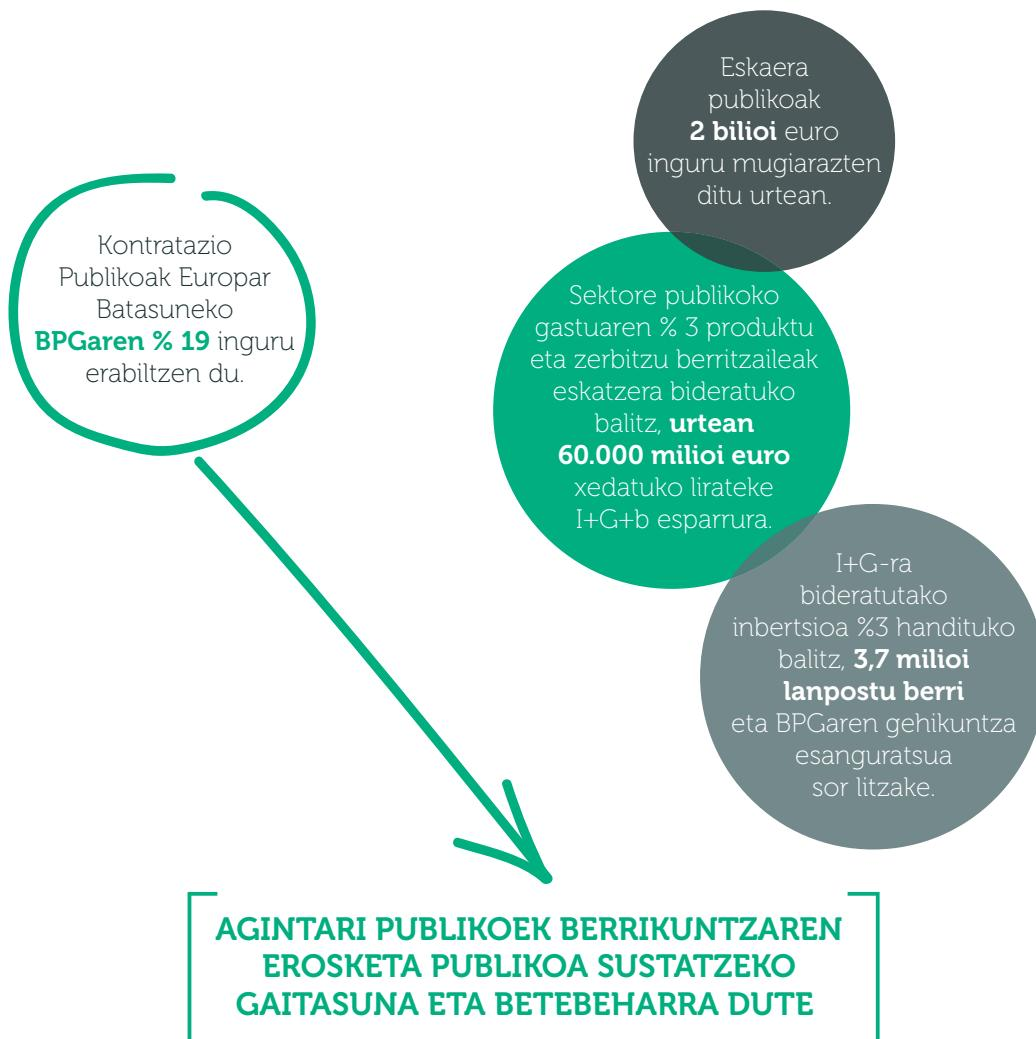 Kontratazio
Publikoak Europar
Batasuneko
BPGaren % 19 inguru
erabiltzen du.
Eskaera
publikoak
2 bilioi euro
inguru mugiarazten
ditu urtean.
Sektore publikoko
gastuaren % 3 produktu
eta zerbitzu berritzaileak
eskatzera bideratuko
balitz, urtean
60.000 milioi euro
xedatuko lirateke
I+G+b esparrura.
I+G-ra
bideratutako
inbertsioa %3 handituko
balitz, 3,7 milioi
lanpostu berri
eta BPGaren gehikuntza
esanguratsua
sor litzake.
AGINTARI PUBLIKOEK BERRIKUNTZAREN
EROSKETA PUBLIKOA SUSTATZEKO
GAITASUNA ETA BETEBEHARRA DUTE